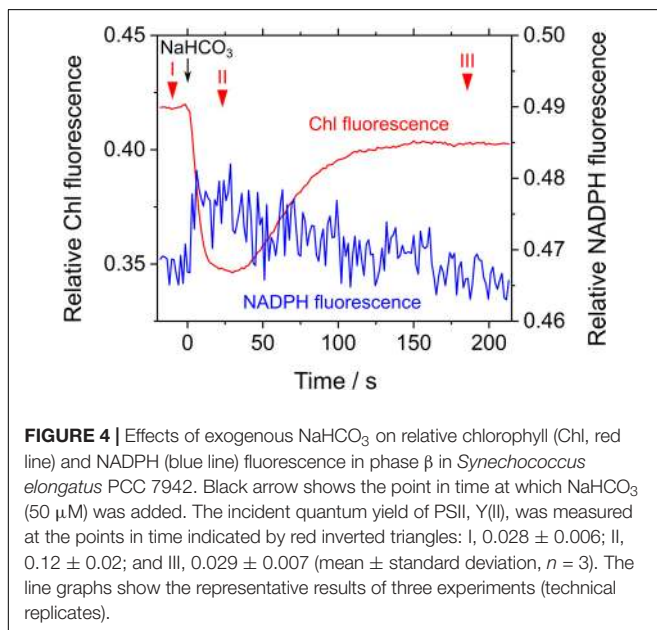 0.45
0.50
NaHCO₃
I
II
III
0.49
Chl fluorescence
0.40
0.48
0.35
0.47
NADPH fluorescence
0.46
Relative Chl fluorescence
Relative NADPH fluorescence
0 50 100 150 200
Time / s
FIGURE 4 | Effects of exogenous NaHCO₃ on relative chlorophyll (Chl, red
line) and NADPH (blue line) fluorescence in phase β in Synechococcus
elongatus PCC 7942. Black arrow shows the point in time at which NaHCO₃
(50 μM) was added. The incident quantum yield of PSII, Y(II), was measured
at the points in time indicated by red inverted triangles: I, 0.028 ± 0.006; II,
0.12 ± 0.02; and III, 0.029 ± 0.007 (mean ± standard deviation, n = 3). The
line graphs show the representative results of three experiments (technical
replicates).